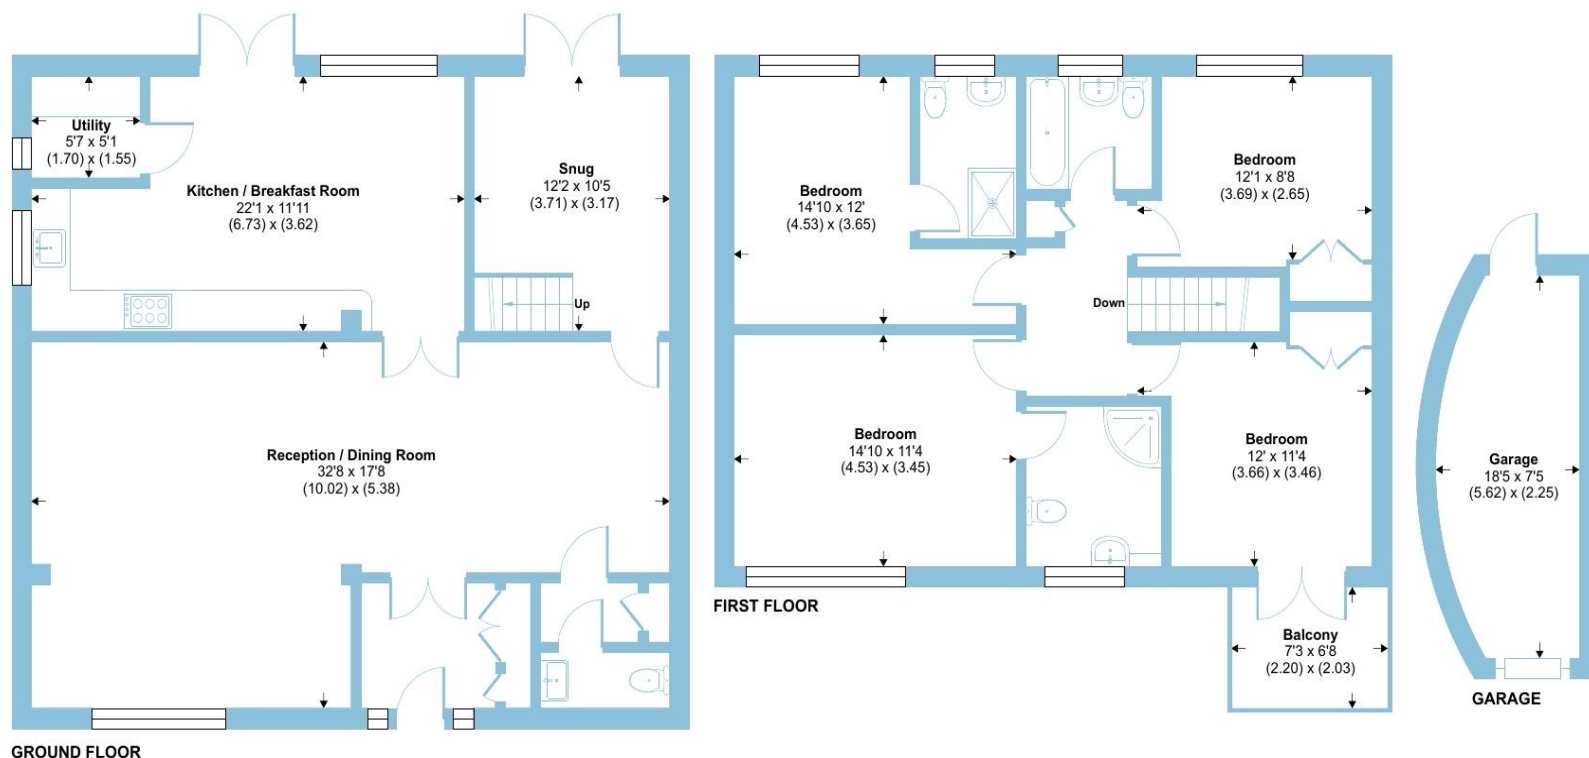 Utility
5'7 x 5'1
(1.70) x (1.55)
Kitchen / Breakfast Room
22'1 x 11'11
(6.73) x (3.62)
Snug
12'2 x 10'5
(3.71) x (3.17)
Up
Reception / Dining Room
32'8 x 17'8
(10.02) x (5.38)
GROUND FLOOR
Bedroom
14'10 x 12'
(4.53) x (3.65)
Bedroom
12'1 x 8'8
(3.69) x (2.65)
Down
Bedroom
14'10 x 11'4
(4.53) x (3.45)
Bedroom
12' x 11'4
(3.66) x (3.46)
FIRST FLOOR
Balcony
7'3 x 6'8
(2.20) x (2.03)
Garage
18'5 x 7'5
(5.62) x (2.25)
GARAGE